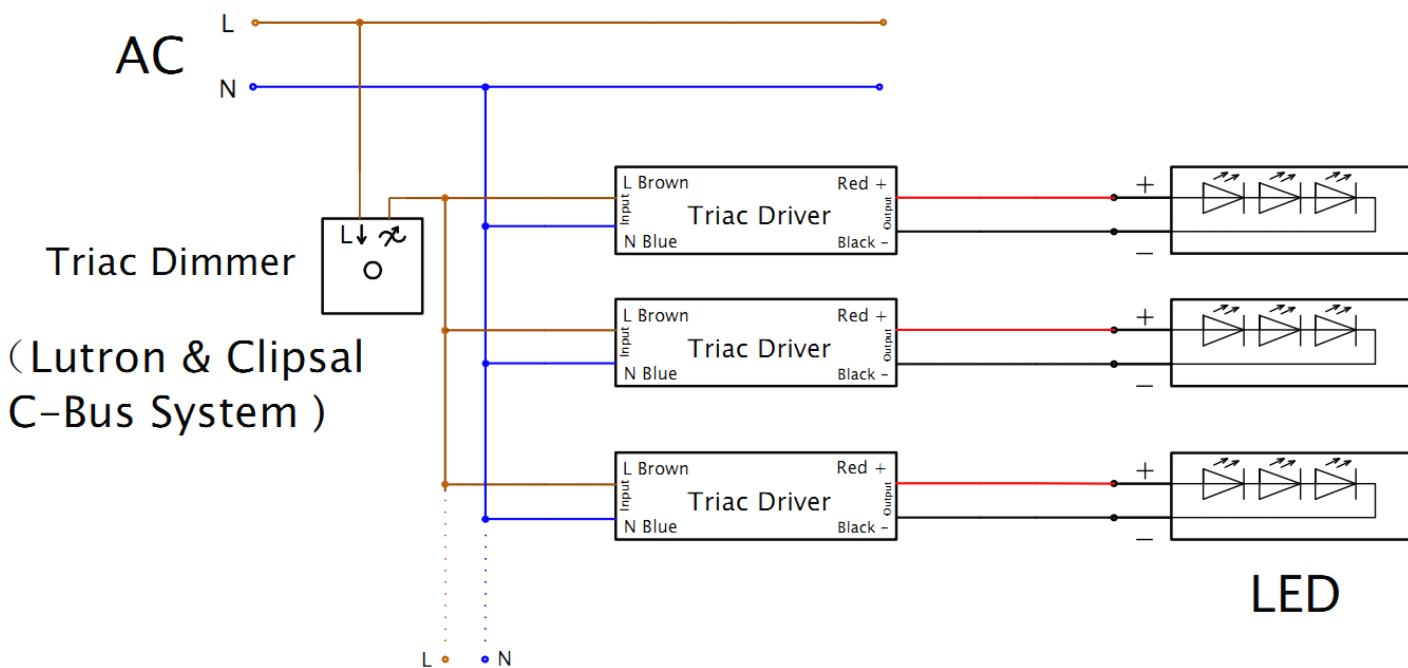 L
AC
N
L Brown
Red +
Input
Triac Driver
Output
N Blue
Black -
+
−
L
Triac Dimmer
(Lutron & Clipsal
C-Bus System )
L Brown
Red +
Input
Triac Driver
Output
N Blue
Black -
+
−
L Brown
Red +
Input
Triac Driver
Output
N Blue
Black -
+
−
LED
L
N